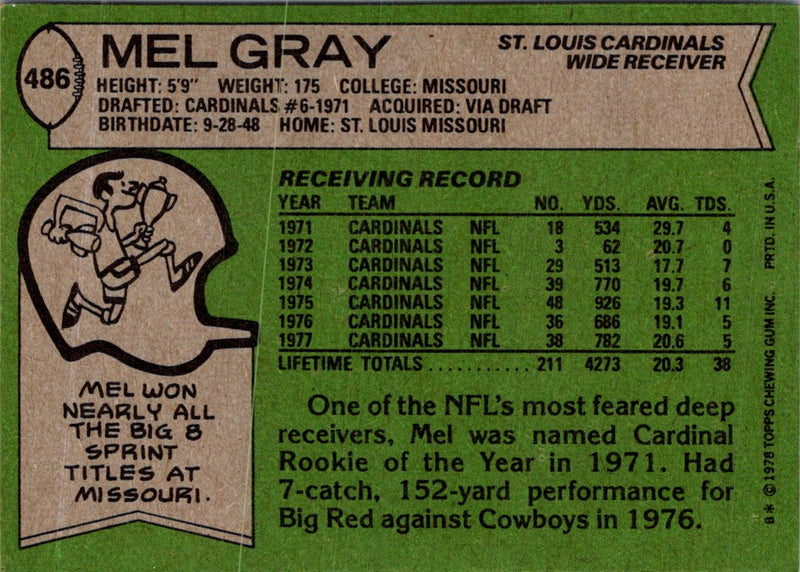 486
MEL GRAY
ST. LOUIS CARDINALS
WIDE RECEIVER
HEIGHT: 5'9" WEIGHT: 175 COLLEGE: MISSOURI
DRAFTED: CARDINALS #6-1971 ACQUIRED: VIA DRAFT
BIRTHDATE: 9-28-48 HOME: ST. LOUIS MISSOURI
RECEIVING RECORD
YEAR TEAM NO. YDS. AVG. TDS.
1971 CARDINALS NFL 18 534 29.7 4
1972 CARDINALS NFL 3 62 20.7 0
1973 CARDINALS NFL 29 513 17.7 7
1974 CARDINALS NFL 39 770 19.7 6
1975 CARDINALS NFL 48 926 19.3 11
1976 CARDINALS NFL 36 686 19.1 5
1977 CARDINALS NFL 38 782 20.6 5
LIFETIME TOTALS ........... 211 4273 20.3 38
MEL WON
NEARLY ALL
THE BIG 8
SPRINT
TITLES AT
MISSOURI.
One of the NFL's most feared deep
receivers, Mel was named Cardinal
Rookie of the Year in 1971. Had
7-catch, 152-yard performance for
Big Red against Cowboys in 1976.
B* © 1978 TOPPS CHEWING GUM INC. PRTD. IN U.S.A.